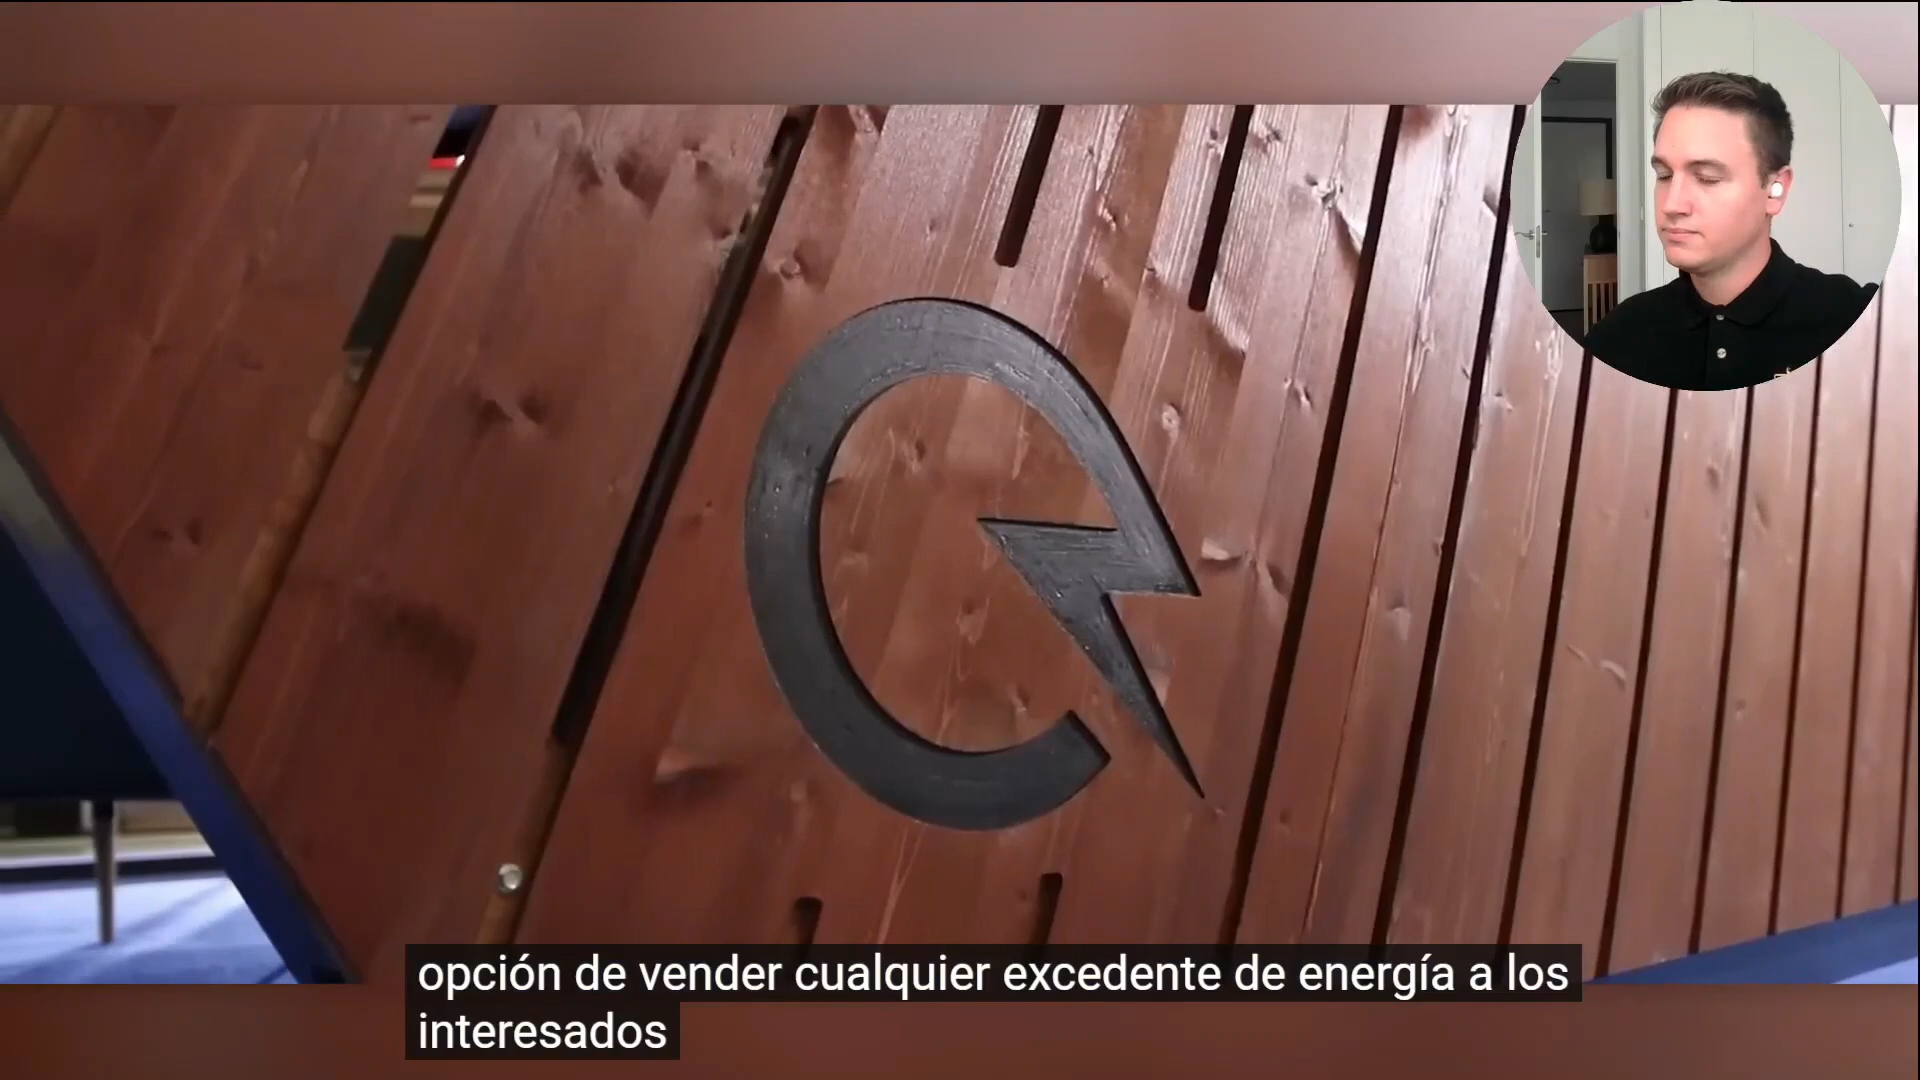 opción de vender cualquier excedente de energía a los
interesados